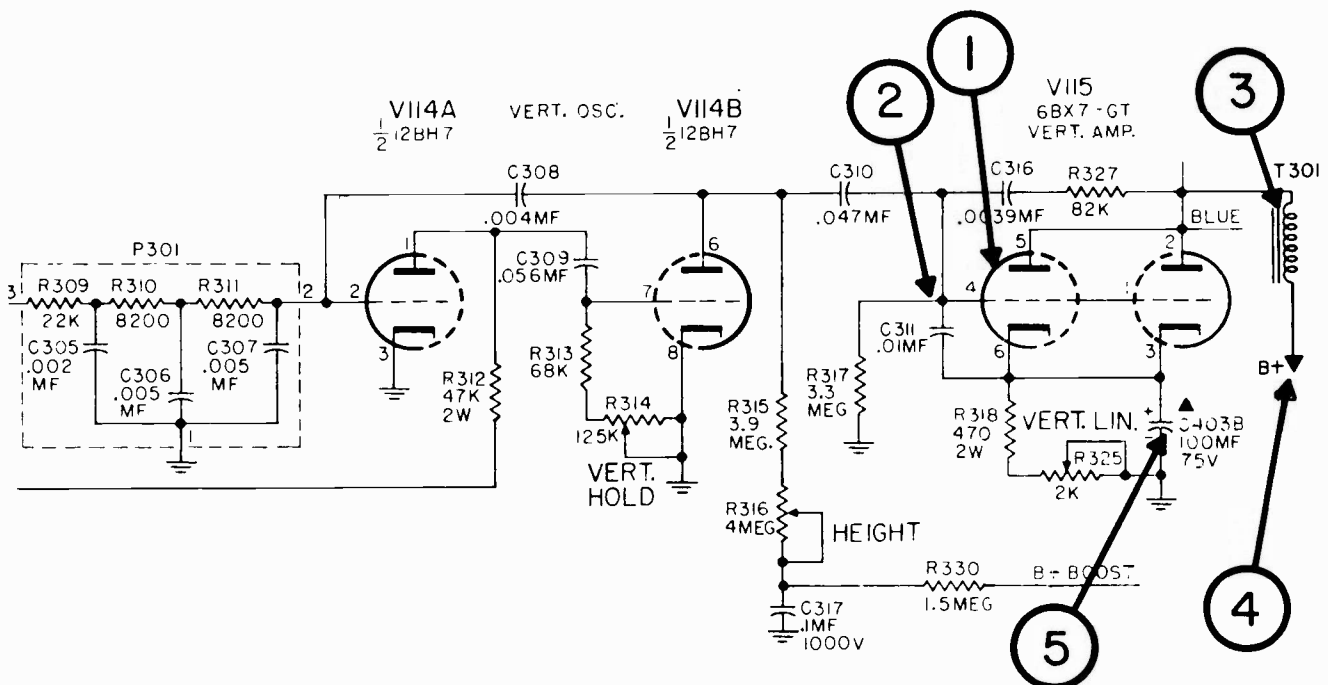 1
2
3
4
5
V114A
1/2 12BH7
VERT. OSC.
V114B
1/2 12BH7
V115
6BX7-GT
VERT. AMP.
T301
C308
.004MF
C310
.047MF
C316
.0039MF
R327
82K
BLUE
P301
3
R309
22K
R310
8200
R311
8200
2
2
1
3
C305
.002
MF
C306
.005
MF
C307
.005
MF
1
C309
.056MF
6
7
8
R313
68K
R312
47K
2W
R314
125K
VERT.
HOLD
R315
3.9
MEG.
R316
4MEG
HEIGHT
C317
.1MF
1000V
R330
1.5MEG
B+ BOOST
5
4
6
C311
.01MF
R317
3.3
MEG
2
1
3
R318
470
2W
VERT. LIN.
R325
2K
+
-
C403B
100MF
75V
B+